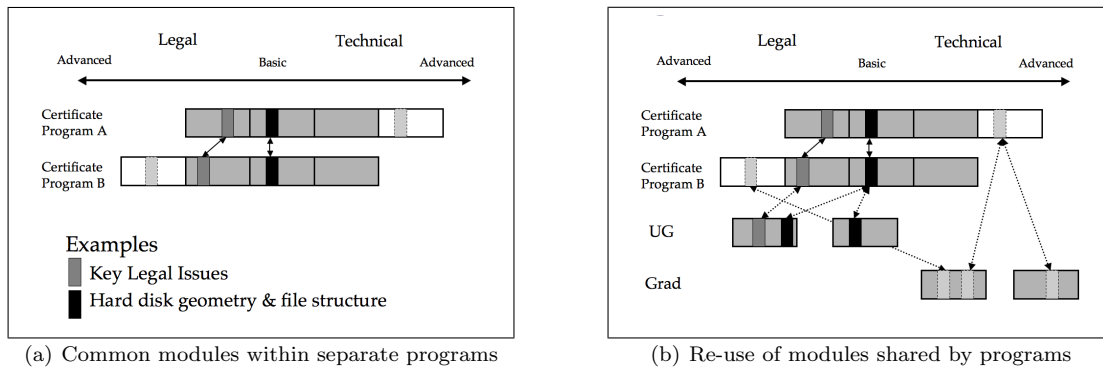 Legal Technical
Advanced Basic Advanced
Certificate
Program A
Certificate
Program B
Examples
Key Legal Issues
Hard disk geometry & file structure
(a) Common modules within separate programs
Legal Technical
Advanced Basic Advanced
Certificate
Program A
Certificate
Program B
UG
Grad
(b) Re-use of modules shared by programs